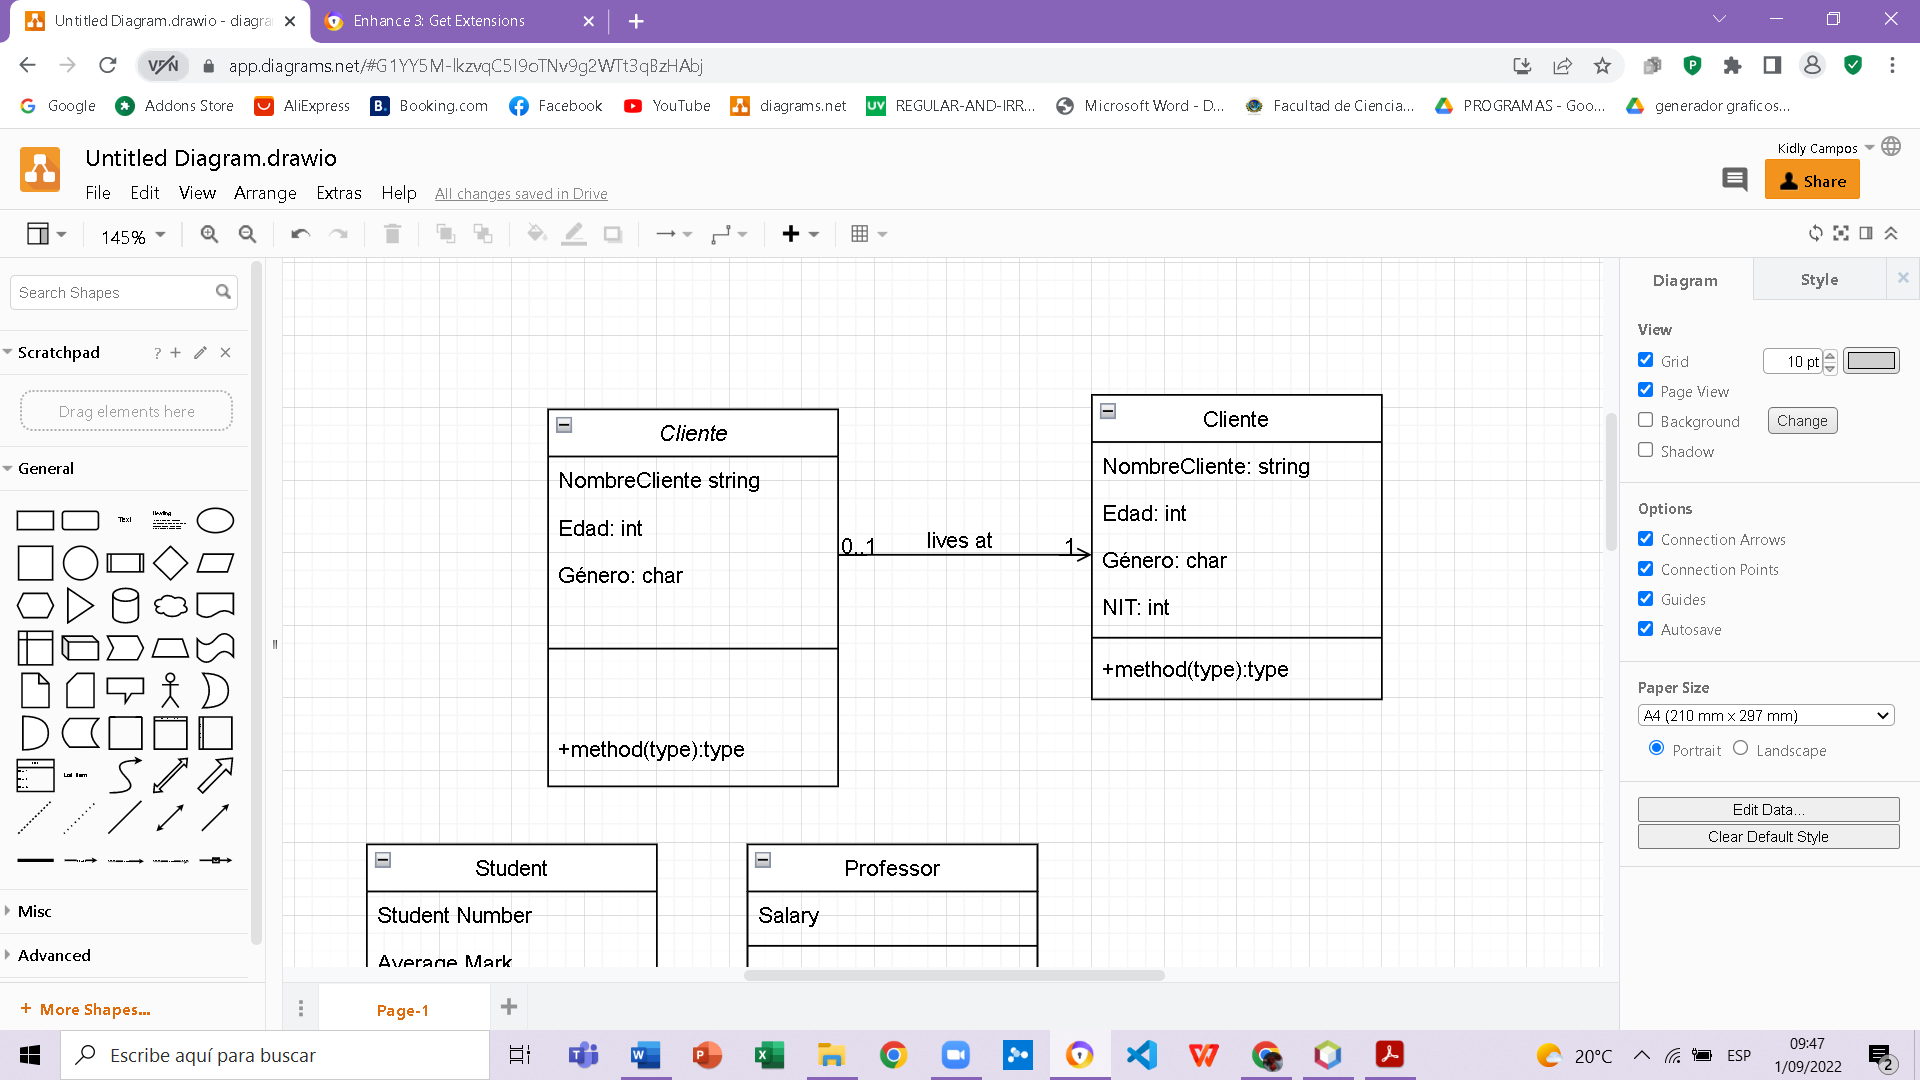 Untitled Diagram.drawio - diagra
Enhance 3: Get Extensions
VPN
app.diagrams.net/#G1YY5M-lkzvqC5I9oTNv9g2WTt3qBzHAbj
Google
Addons Store
AliExpress
Booking.com
Facebook
YouTube
diagrams.net
REGULAR-AND-IRR...
Microsoft Word - D...
Facultad de Ciencia...
PROGRAMAS - Goo...
generador graficos...
Untitled Diagram.drawio
Kidly Campos
File Edit View Arrange Extras Help All changes saved in Drive
Share
145%
Search Shapes
Scratchpad
?
Drag elements here
General
Text
Heading
List Item
Misc
Advanced
+ More Shapes...
Cliente
NombreCliente string
Edad: int
Género: char
+method(type):type
0..1
lives at
1
Cliente
NombreCliente: string
Edad: int
Género: char
NIT: int
+method(type):type
Student
Student Number
Average Mark
Professor
Salary
Page-1
Diagram
Style
View
Grid
10 pt
Page View
Background
Change
Shadow
Options
Connection Arrows
Connection Points
Guides
Autosave
Paper Size
A4 (210 mm x 297 mm)
Portrait
Landscape
Edit Data...
Clear Default Style
Escribe aquí para buscar
20°C
ESP
09:47
1/09/2022
2